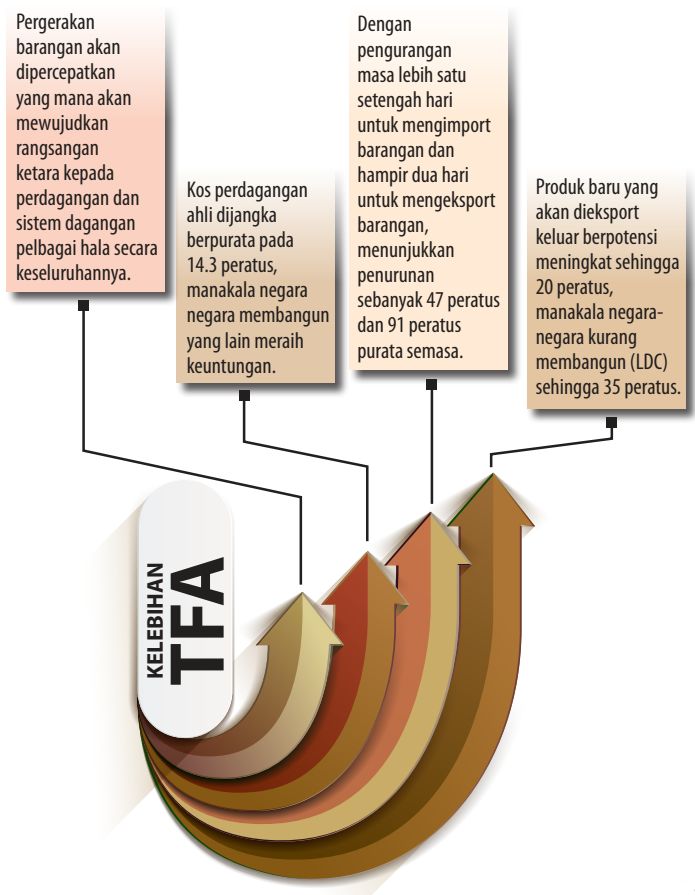 Pergerakan
barangan akan
dipercepatkan
yang mana akan
mewujudkan
rangsangan
ketara kepada
perdagangan dan
sistem dagangan
pelbagai hala secara
keseluruhannya.
Kos perdagangan
ahli dijangka
berpurata pada
14.3 peratus,
manakala negara
negara membangun
yang lain meraih
keuntungan.
Dengan
pengurangan
masa lebih satu
setengah hari
untuk mengimport
barangan dan
hampir dua hari
untuk mengeksport
barangan,
menunjukkan
penurunan
sebanyak 47 peratus
dan 91 peratus
purata semasa.
Produk baru yang
akan dieksport
keluar berpotensi
meningkat sehingga
20 peratus,
manakala negara-
negara kurang
membangun (LDC)
sehingga 35 peratus.
KELEBIHAN
TFA